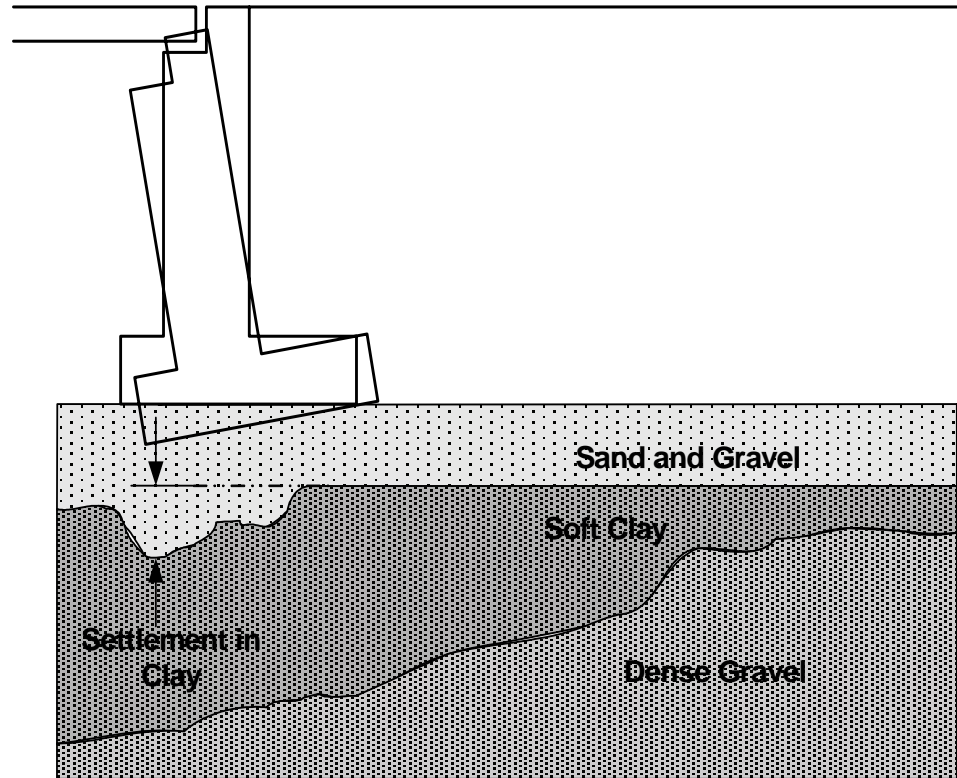 Sand and Gravel
Soft Clay
Settlement in
Clay
Dense Gravel